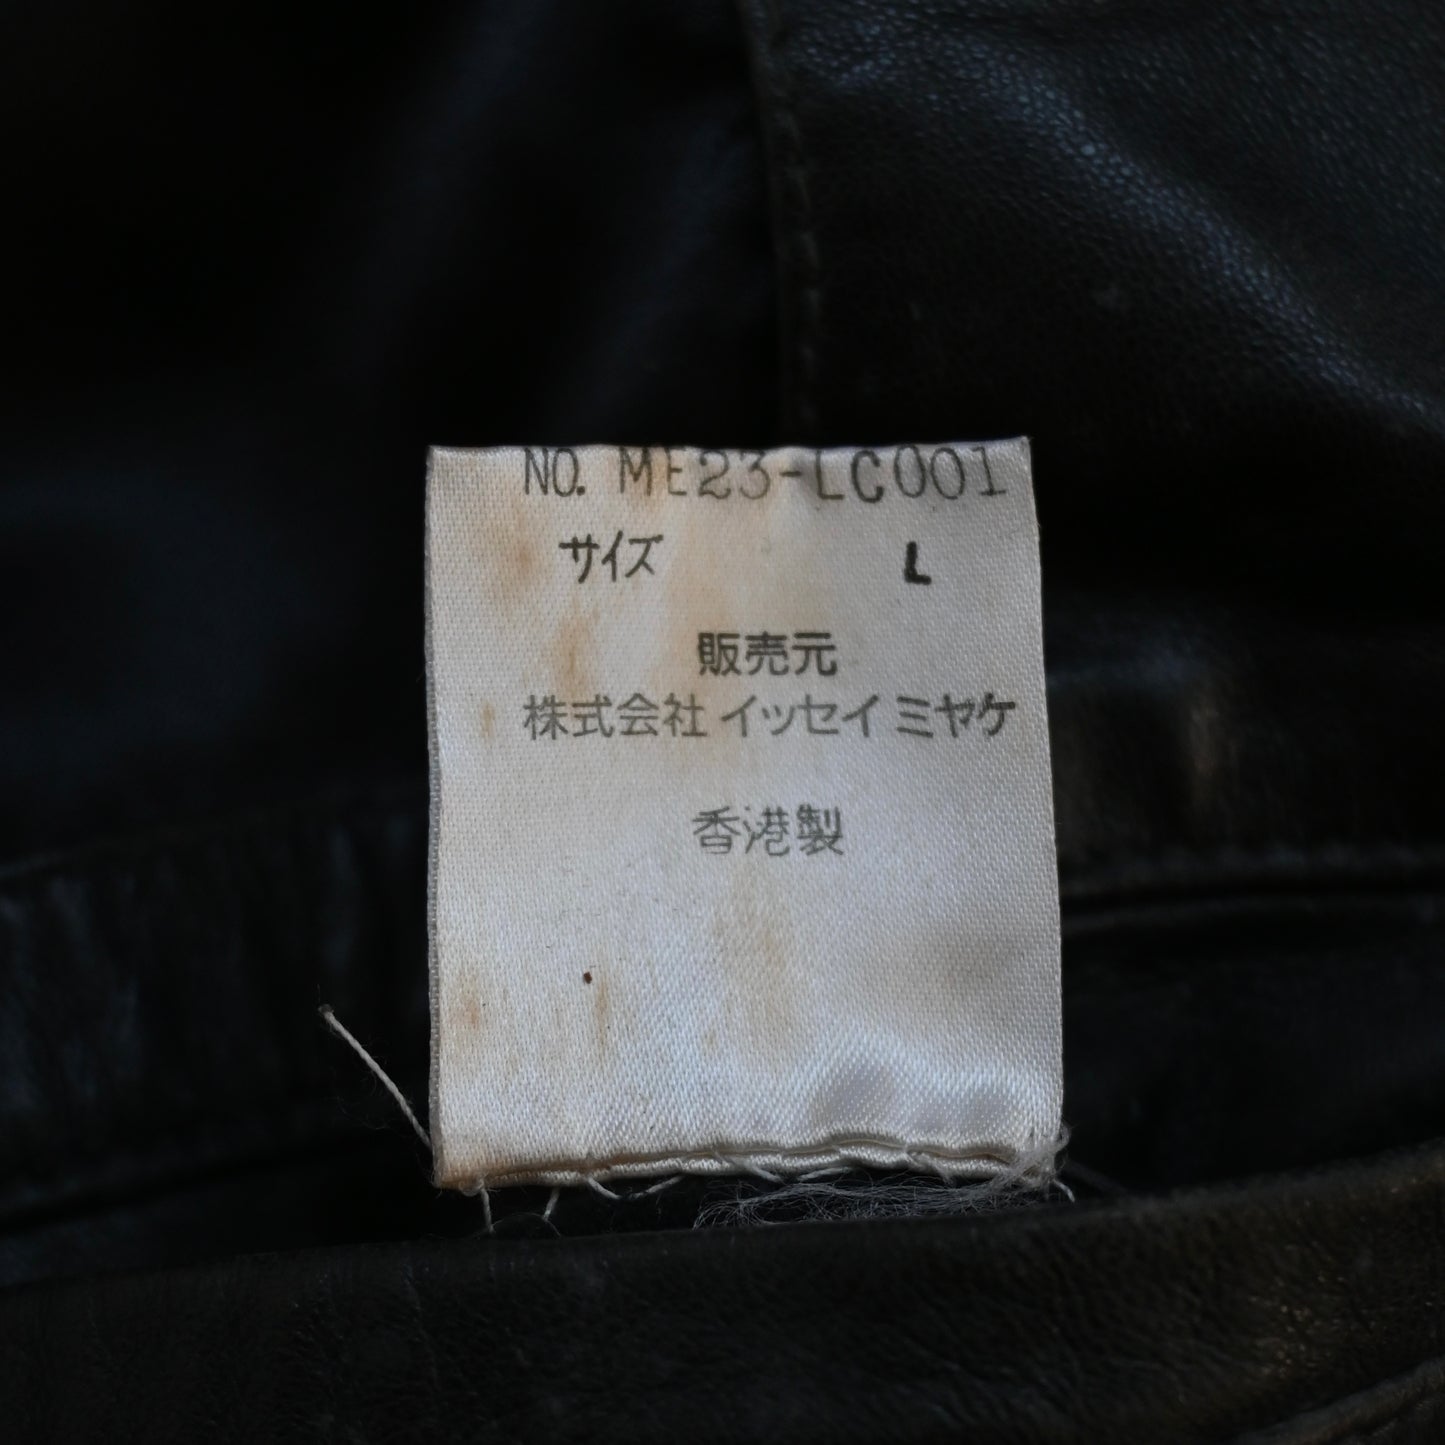 NO. ME23-LC001
サイズ L
販売元
株式会社 イッセイ ミヤケ
香港製